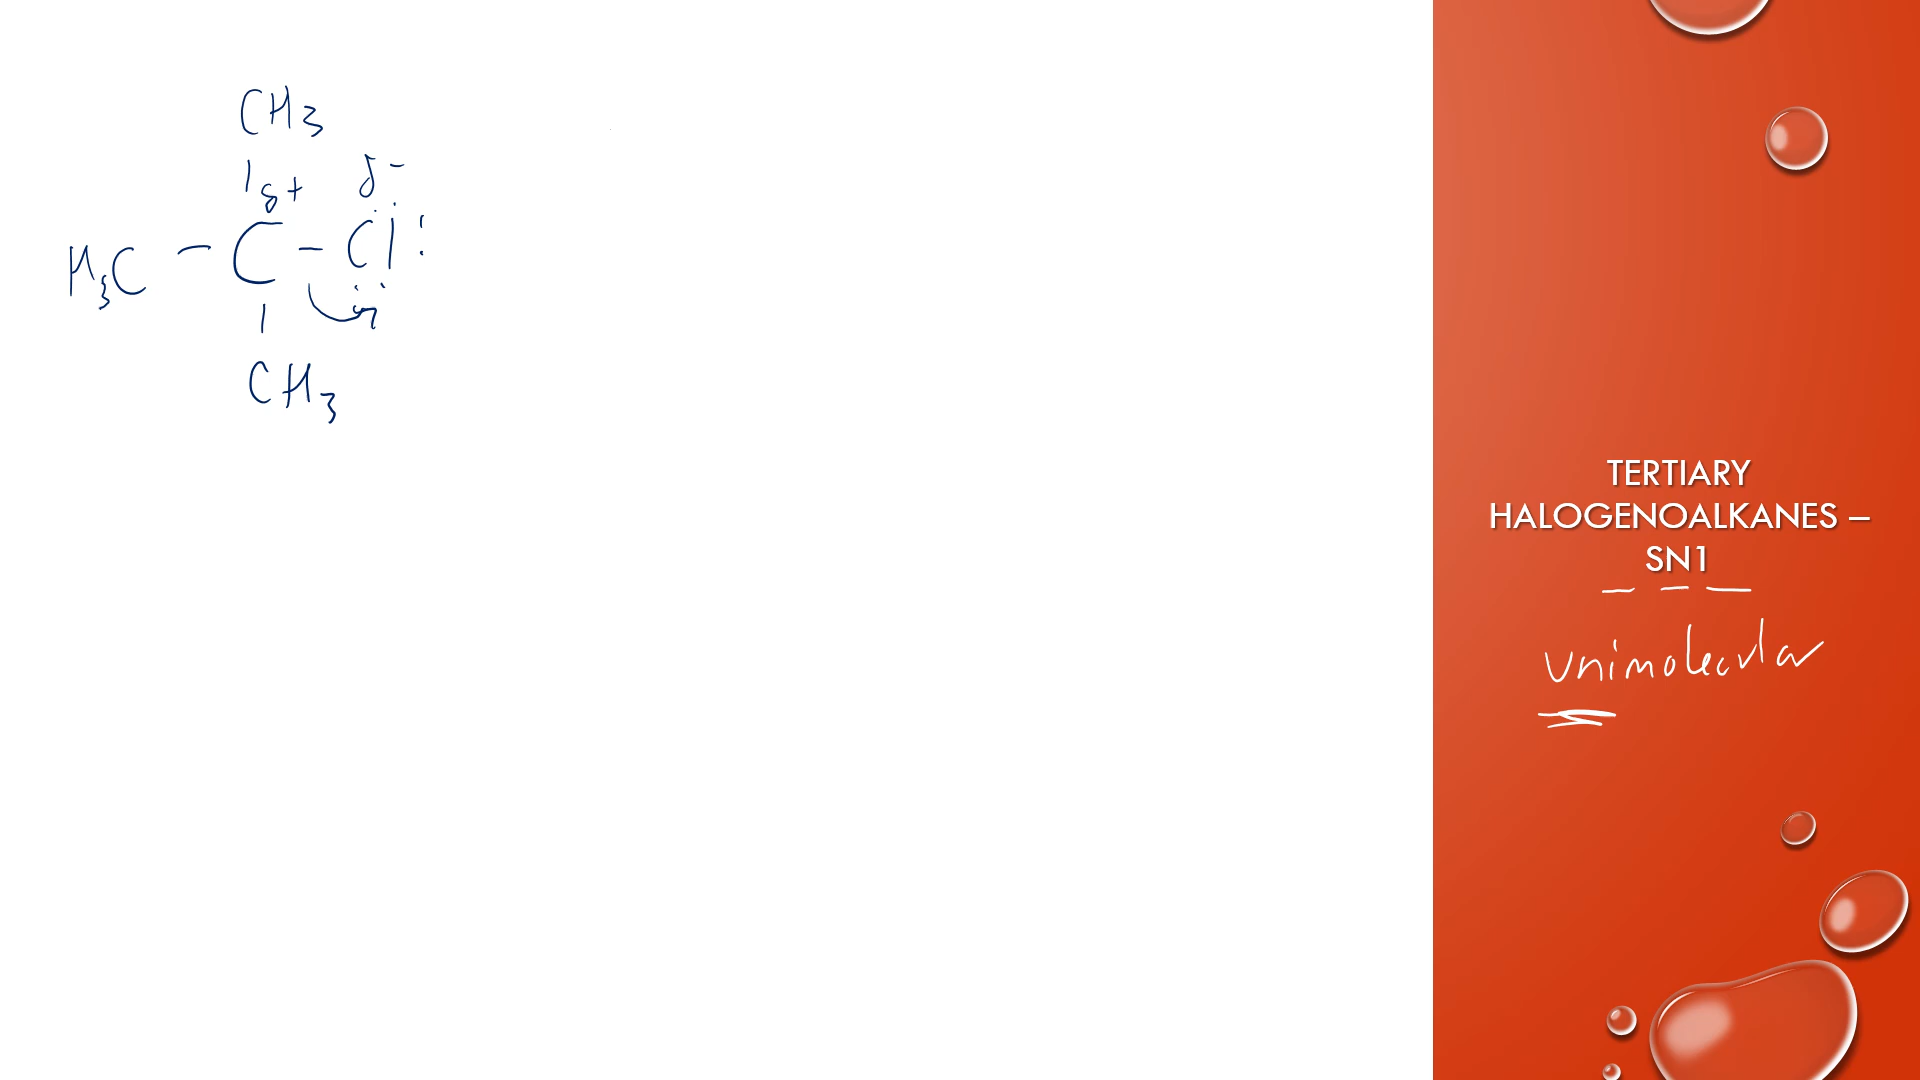 CH3
δ+ δ-
H3C - C - Cl:
CH3
TERTIARY
HALOGENOALKANES –
SN1
unimolecular